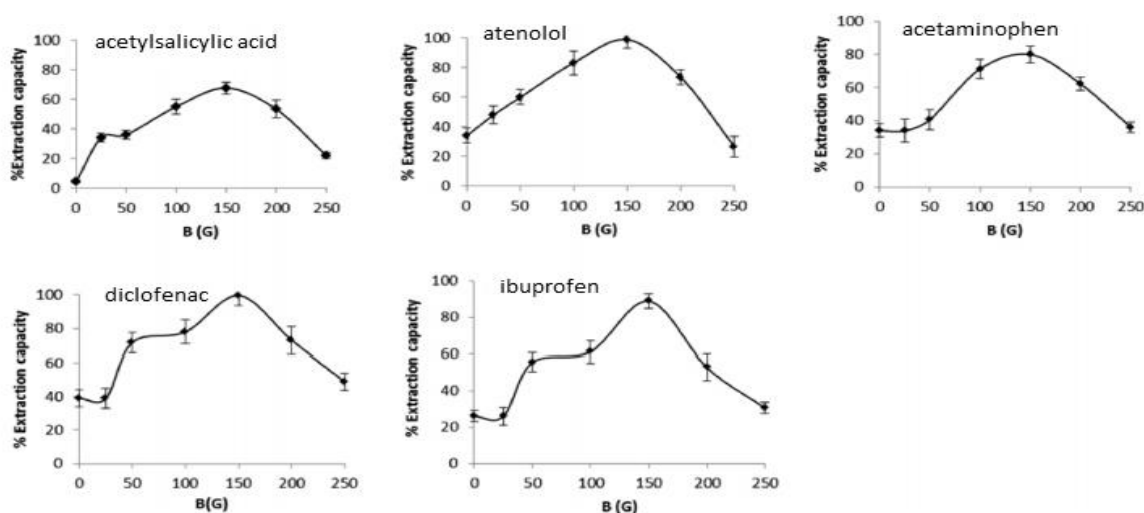 acetylsalicylic acid
%Extraction capacity
100
80
60
40
20
0
0 50 100 150 200 250
B (G)
atenolol
% Extraction capacity
100
80
60
40
20
0
0 50 100 150 200 250
B (G)
acetaminophen
% Extraction capacity
100
80
60
40
20
0
0 50 100 150 200 250
B (G)
diclofenac
% Extraction capacity
100
80
60
40
20
0
0 50 100 150 200 250
B(G)
ibuprofen
% Extraction capacity
100
80
60
40
20
0
0 50 100 150 200 250
B (G)